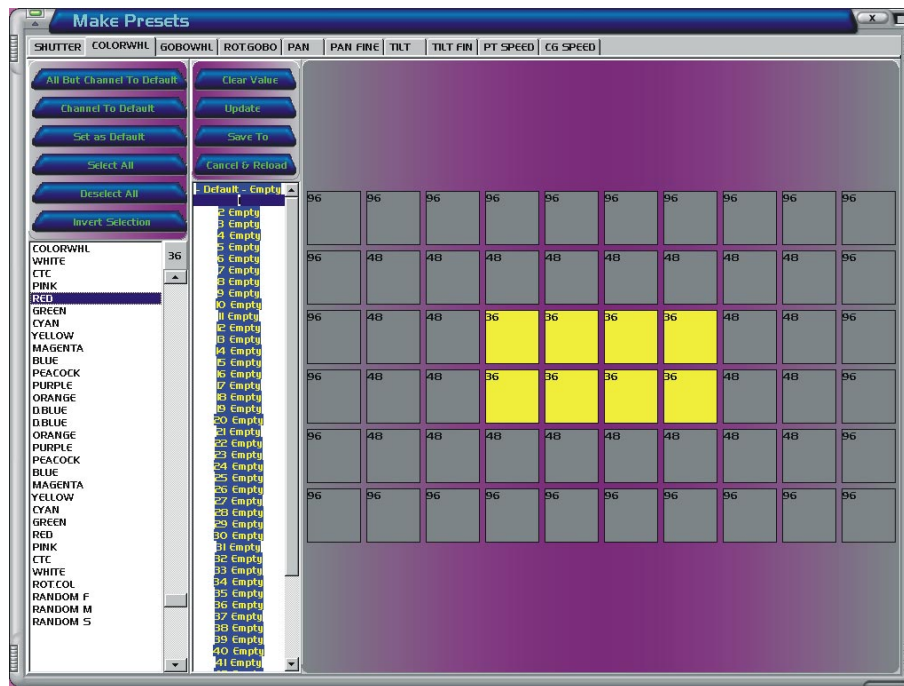 Make Presets
X
SHUTTER COLORWHL GOBOWHL ROT.GOBO PAN PAN FINE TILT TILT FIN PT SPEED CG SPEED
All But Channel To Default
Channel To Default
Set as Default
Select All
Deselect All
Invert Selection
Clear Value
Update
Save To
Cancel & Reload
COLORWHL
WHITE
CTC
PINK
RED
GREEN
CYAN
YELLOW
MAGENTA
BLUE
PEACOCK
PURPLE
ORANGE
D.BLUE
D.BLUE
ORANGE
PURPLE
PEACOCK
BLUE
MAGENTA
YELLOW
CYAN
GREEN
RED
PINK
CTC
WHITE
ROT.COL
RANDOM F
RANDOM M
RANDOM S
36
- Default - Empty
2 Empty
3 Empty
4 Empty
5 Empty
6 Empty
7 Empty
8 Empty
9 Empty
10 Empty
11 Empty
12 Empty
13 Empty
14 Empty
15 Empty
16 Empty
17 Empty
18 Empty
19 Empty
20 Empty
21 Empty
22 Empty
23 Empty
24 Empty
25 Empty
26 Empty
27 Empty
28 Empty
29 Empty
30 Empty
31 Empty
32 Empty
33 Empty
34 Empty
35 Empty
36 Empty
37 Empty
38 Empty
39 Empty
40 Empty
41 Empty
96 96 96 96 96 96 96 96 96 96
96 48 48 48 48 48 48 48 48 96
96 48 48 36 36 36 36 48 48 96
96 48 48 36 36 36 36 48 48 96
96 48 48 48 48 48 48 48 48 96
96 96 96 96 96 96 96 96 96 96